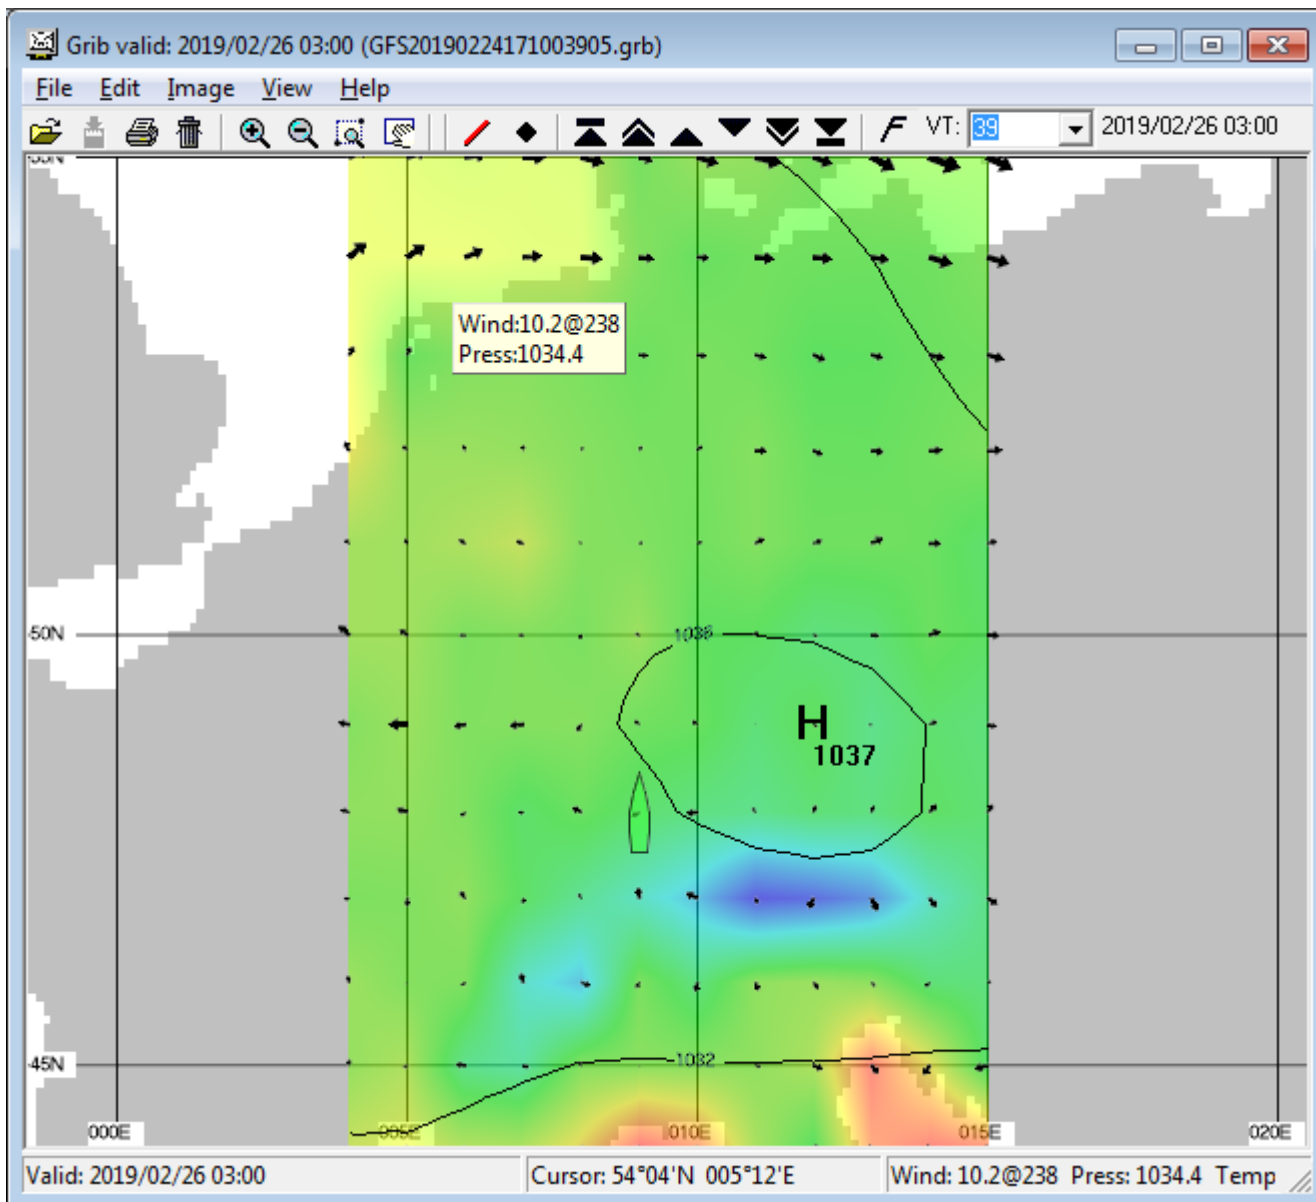 Grib valid: 2019/02/26 03:00 (GFS20190224171003905.grb)
File Edit Image View Help
F VT: 39 2019/02/26 03:00
Wind:10.2@238
Press:1034.4
50N
1036
H
1037
45N
1032
000E 005E 010E 015E 020E
Valid: 2019/02/26 03:00 Cursor: 54°04'N 005°12'E Wind: 10.2@238 Press: 1034.4 Temp